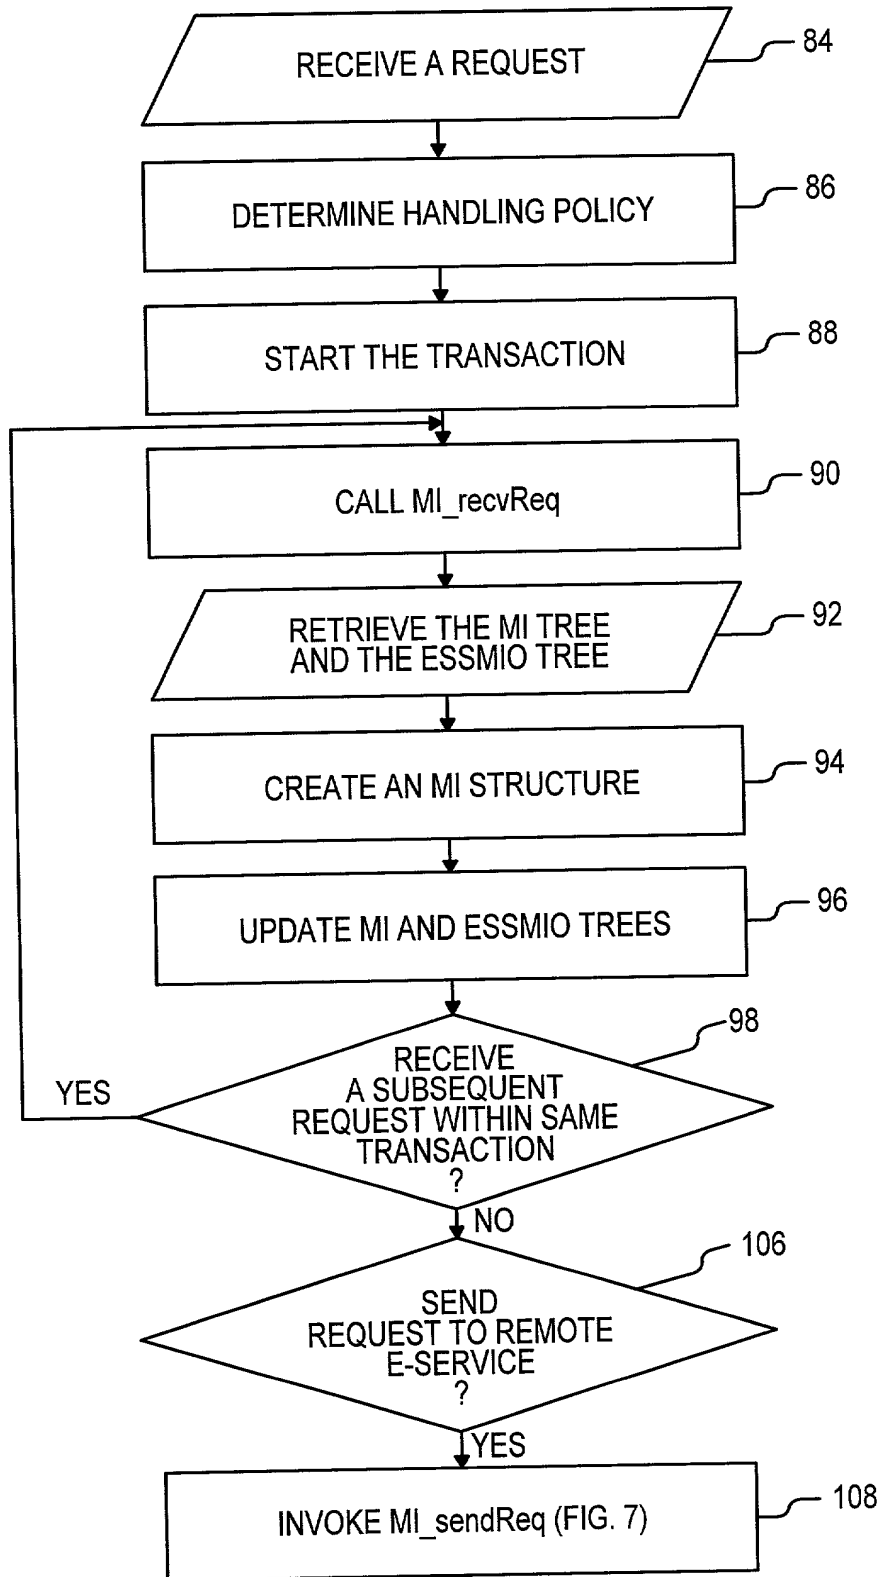 RECEIVE A REQUEST
84
DETERMINE HANDLING POLICY
86
START THE TRANSACTION
88
CALL MI_recvReq
90
RETRIEVE THE MI TREE
AND THE ESSMIO TREE
92
CREATE AN MI STRUCTURE
94
UPDATE MI AND ESSMIO TREES
96
RECEIVE
A SUBSEQUENT
REQUEST WITHIN SAME
TRANSACTION
?
98
YES
NO
SEND
REQUEST TO REMOTE
E-SERVICE
?
106
YES
INVOKE MI_sendReq (FIG. 7)
108